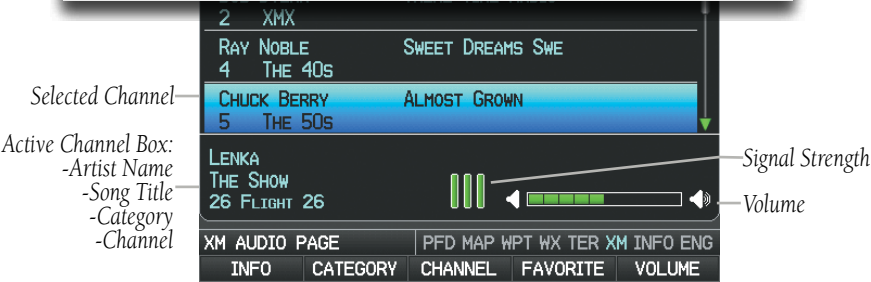 2 XMX
RAY NOBLE SWEET DREAMS SWE
4 THE 40S
Selected Channel
CHUCK BERRY ALMOST GROWN
5 THE 50S
Active Channel Box:
-Artist Name
-Song Title
-Category
-Channel
LENKA
THE SHOW
26 FLIGHT 26
Signal Strength
Volume
XM AUDIO PAGE
PFD MAP WPT WX TER XM INFO ENG
INFO CATEGORY CHANNEL FAVORITE VOLUME